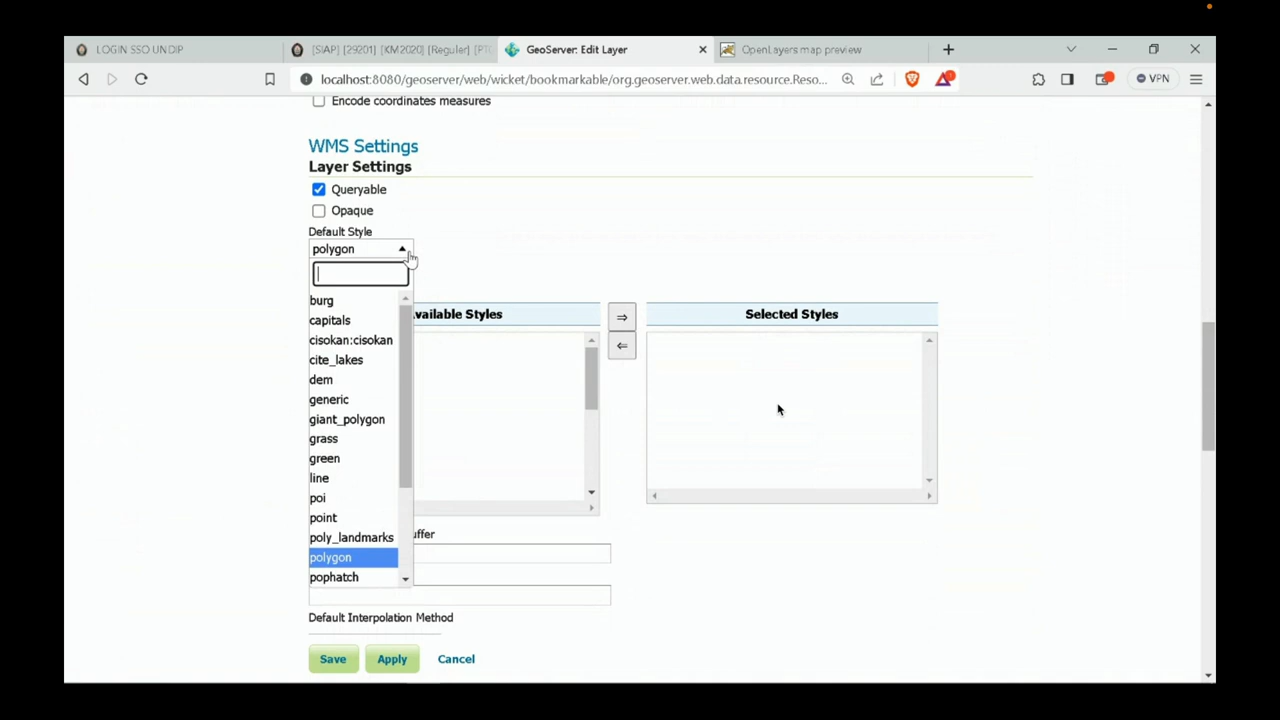 LOGIN SSO UNDIP
[SIAP] [29201] [KM2020] [Reguler] [PT
GeoServer: Edit Layer
OpenLayers map preview
localhost:8080/geoserver/web/wicket/bookmarkable/org.geoserver.web.data.resource.Reso...
VPN
Encode coordinates measures
WMS Settings
Layer Settings
Queryable
Opaque
Default Style
polygon
burg
capitals
cisokan:cisokan
cite_lakes
dem
generic
giant_polygon
grass
green
line
poi
point
poly_landmarks
polygon
pophatch
vailable Styles
Selected Styles
uffer
Default Interpolation Method
Save
Apply
Cancel